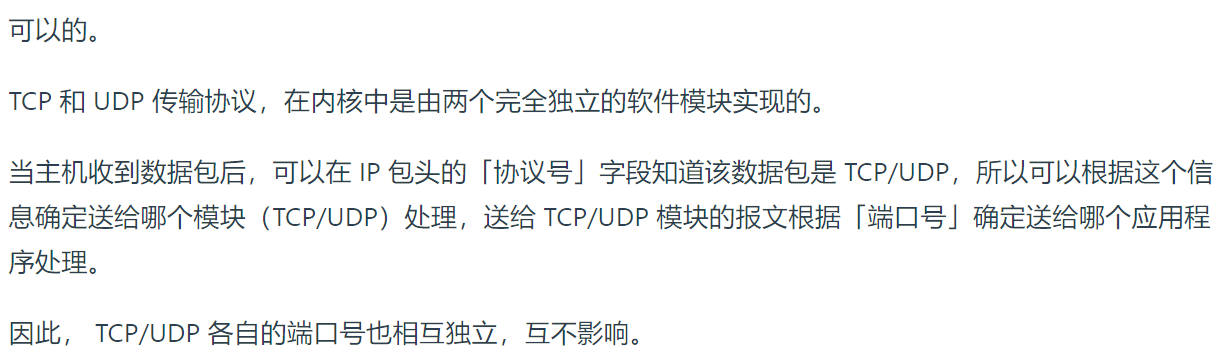 可以的。
TCP 和 UDP 传输协议，在内核中是由两个完全独立的软件模块实现的。
当主机收到数据包后，可以在 IP 包头的「协议号」字段知道该数据包是 TCP/UDP，所以可以根据这个信
息确定送给哪个模块（TCP/UDP）处理，送给 TCP/UDP 模块的报文根据「端口号」确定送给哪个应用程
序处理。
因此， TCP/UDP 各自的端口号也相互独立，互不影响。